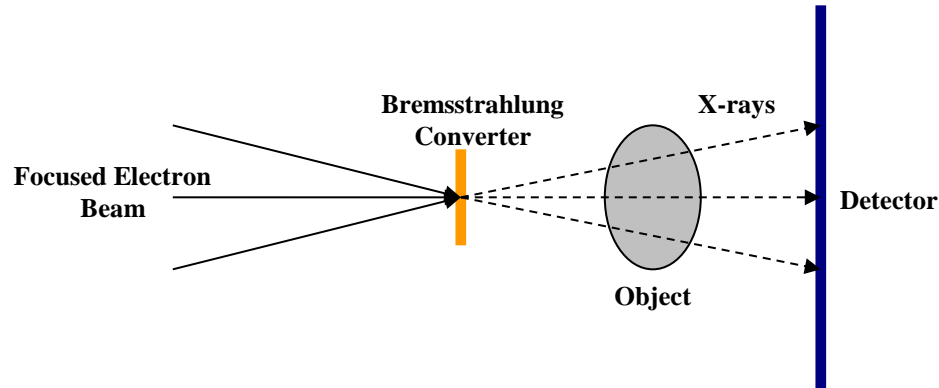 Bremsstrahlung
Converter
X-rays
Focused Electron
Beam
Detector
Object